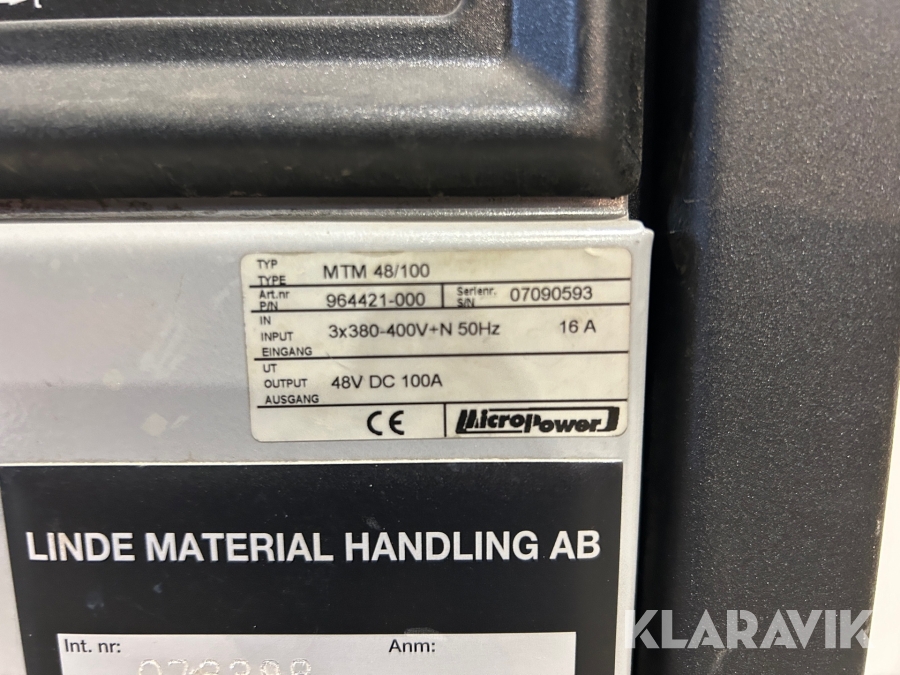 TYP
TYPE MTM 48/100
Art.nr
P/N 964421-000 Serienr.
S/N 07090593
IN
INPUT 3x380-400V+N 50Hz 16 A
EINGANG
UT
OUTPUT 48V DC 100A
AUSGANG
CE MicroPower
LINDE MATERIAL HANDLING AB
Int. nr: Anm:
KLARAVIK